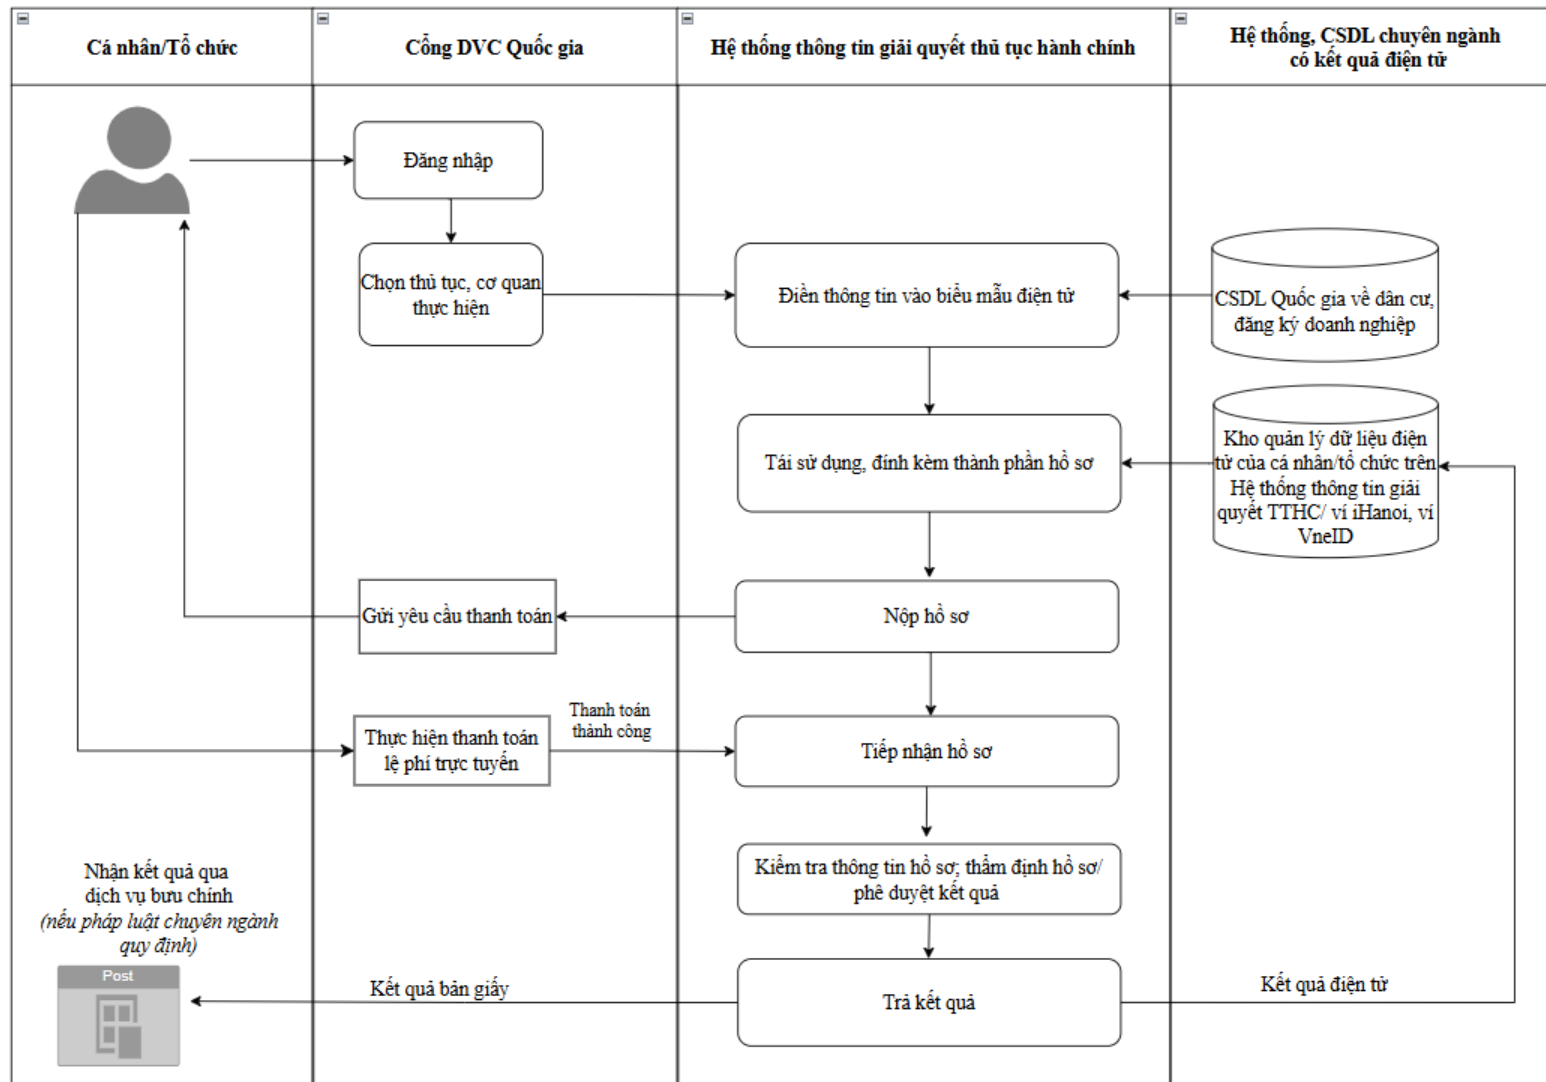 Cá nhân/Tổ chức
Cổng DVC Quốc gia
Hệ thống thông tin giải quyết thủ tục hành chính
Hệ thống, CSDL chuyên ngành
có kết quả điện tử
Đăng nhập
Chọn thủ tục, cơ quan
thực hiện
Điền thông tin vào biểu mẫu điện tử
CSDL Quốc gia về dân cư,
đăng ký doanh nghiệp
Tái sử dụng, đính kèm thành phần hồ sơ
Kho quản lý dữ liệu điện
tử của cá nhân/tổ chức trên
Hệ thống thông tin giải
quyết TTHC/ ví iHanoi, ví
VneID
Gửi yêu cầu thanh toán
Nộp hồ sơ
Thực hiện thanh toán
lệ phí trực tuyến
Thanh toán
thành công
Tiếp nhận hồ sơ
Kiểm tra thông tin hồ sơ; thẩm định hồ sơ/
phê duyệt kết quả
Nhận kết quả qua
dịch vụ bưu chính
(nếu pháp luật chuyên ngành
quy định)
Post
Kết quả bản giấy
Trả kết quả
Kết quả điện tử